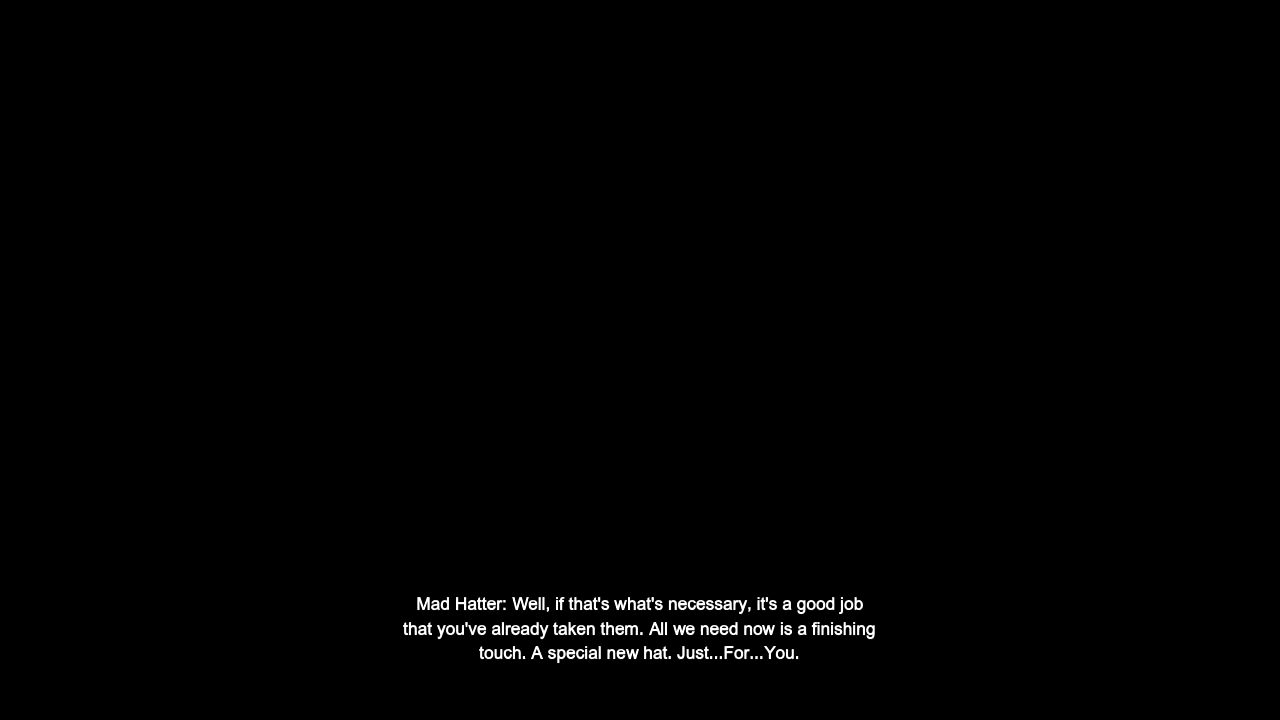 Mad Hatter: Well, if that's what's necessary, it's a good job
that you've already taken them. All we need now is a finishing
touch. A special new hat. Just...For...You.